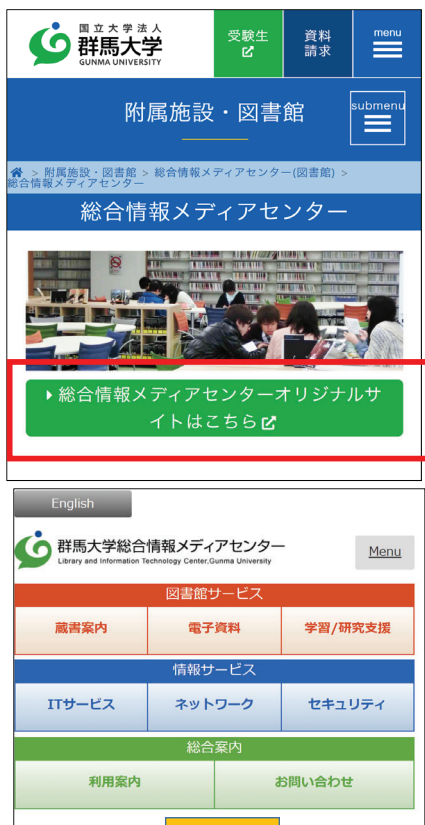 国立大学法人
群馬大学
GUNMA UNIVERSITY
受験生
資料
請求
menu
附属施設・図書館
submenu
> 附属施設・図書館 > 総合情報メディアセンター(図書館) >
総合情報メディアセンター
総合情報メディアセンター
総合情報メディアセンターオリジナルサ
イトはこちら
English
群馬大学総合情報メディアセンター
Library and Information Technology Center,Gunma University
Menu
図書館サービス
蔵書案内 電子資料 学習/研究支援
情報サービス
ITサービス ネットワーク セキュリティ
総合案内
利用案内 お問い合わせ